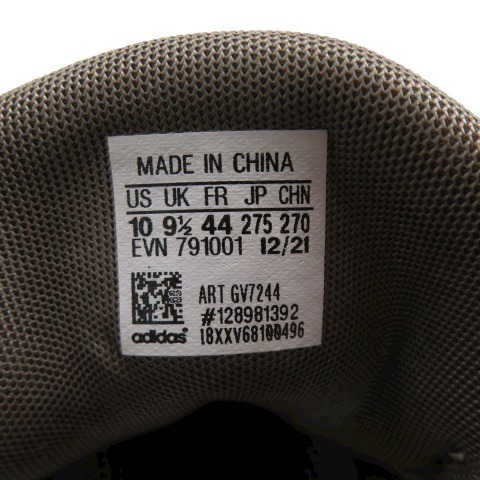 MADE IN CHINA
US UK FR JP CHN
10 9½ 44 275 270
EVN 791001 12/21
ART GV7244
#128981392
adidas I8XXV68100496